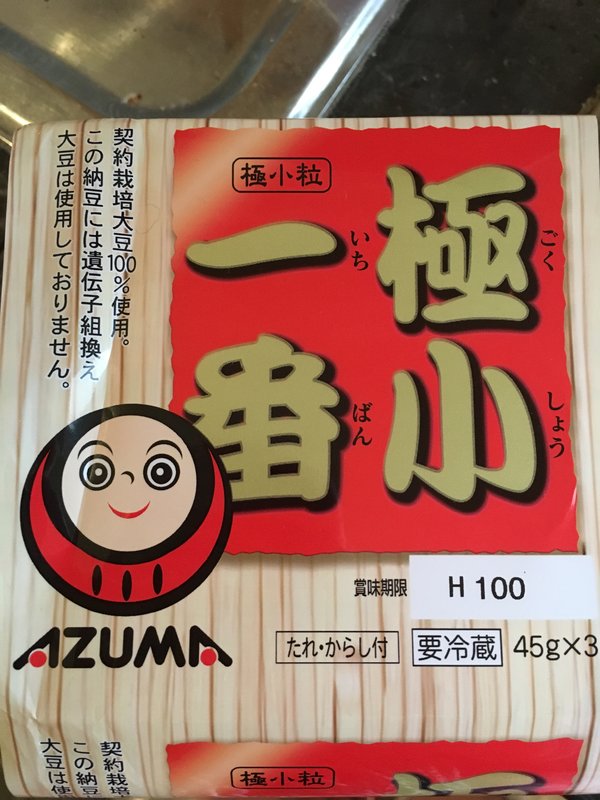 極小粒
極小
ごくしょう
一番
いちばん
契約栽培大豆100%使用。
この納豆には遺伝子組換え
大豆は使用しておりません。
AZUMA
賞味期限
H 100
たれ・からし付
要冷蔵
45g×3
契約栽培
この納豆
大豆は使
極小粒